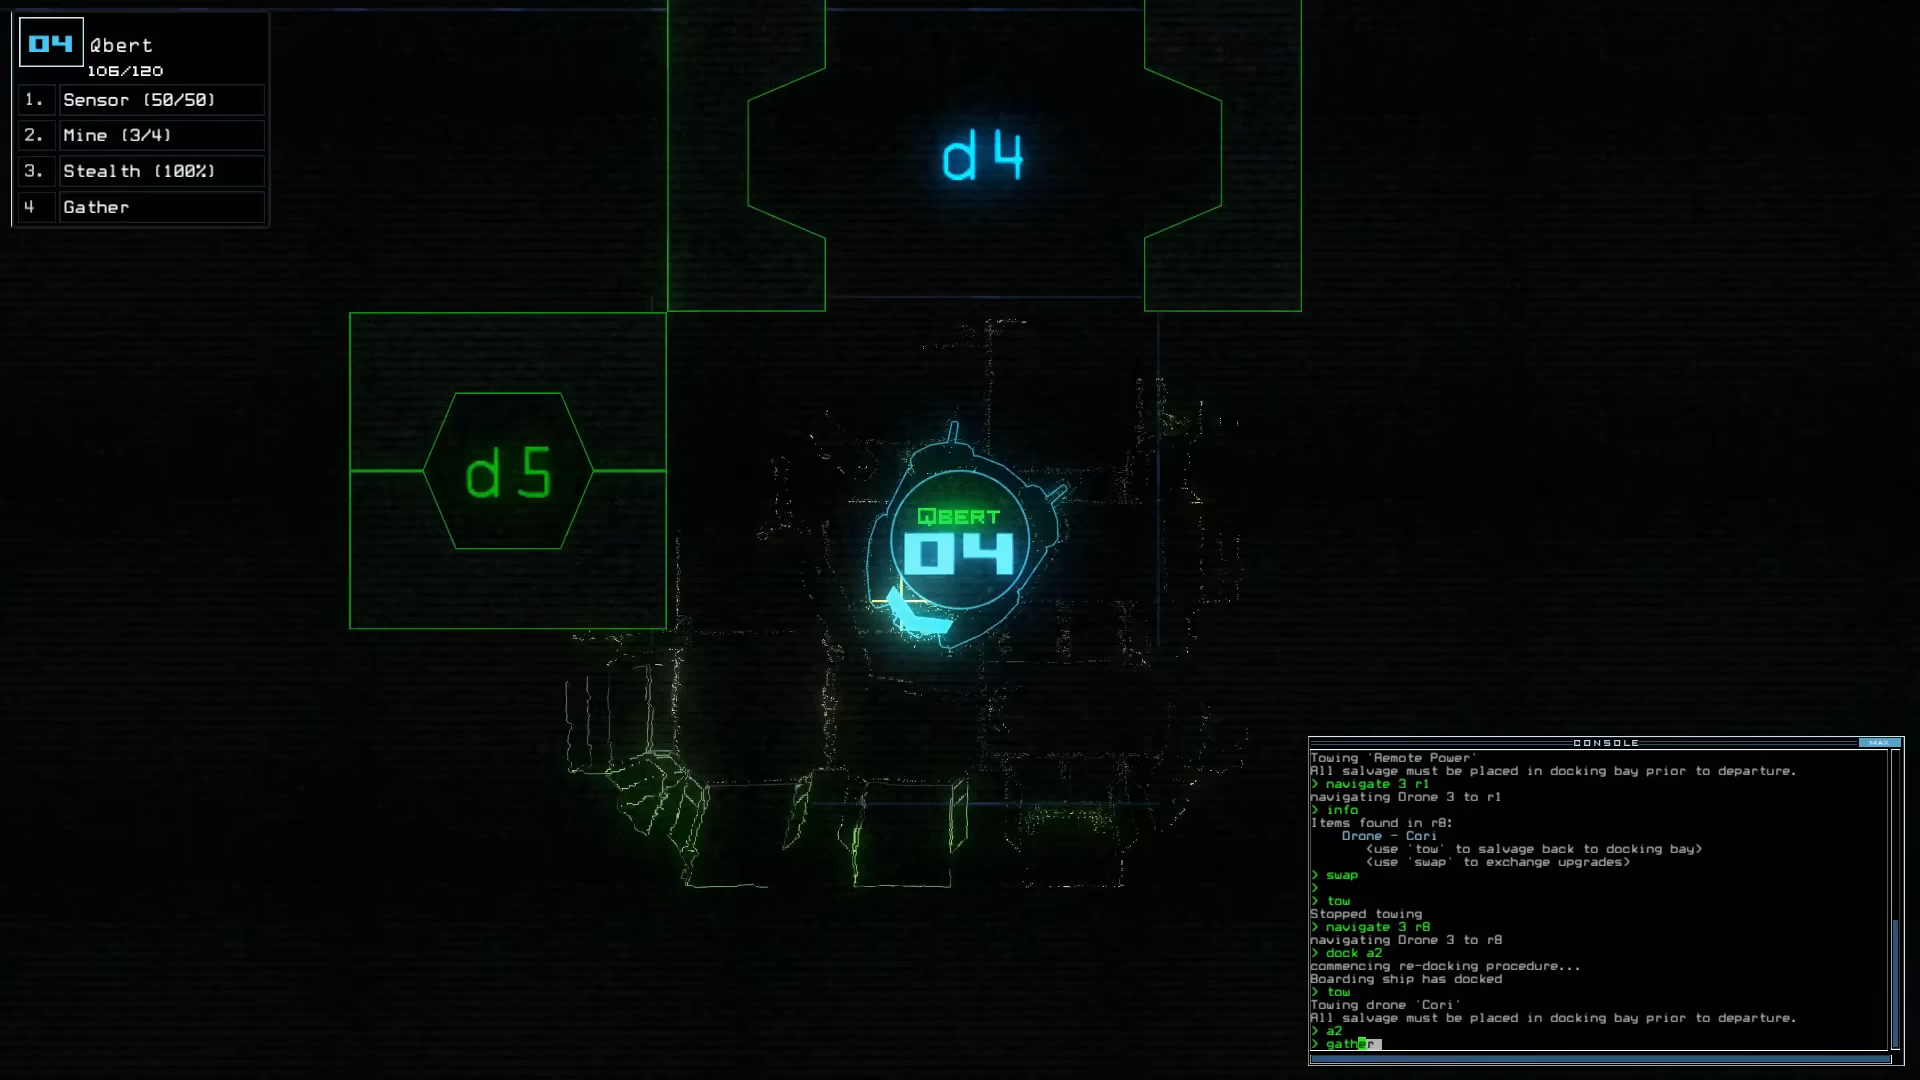 04 Qbert
106/120
1. Sensor (50/50)
2. Mine (3/4)
3. Stealth (100%)
4 Gather
d4
d5
QBERT
04
CONSOLE
MAX
Towing 'Remote Power'
All salvage must be placed in docking bay prior to departure.
> navigate 3 r1
navigating Drone 3 to r1
> info
Items found in r8:
Drone - Cori
<use 'tow' to salvage back to docking bay>
<use 'swap' to exchange upgrades>
> swap
>
> tow
Stopped towing
> navigate 3 r8
navigating Drone 3 to r8
> dock a2
commencing re-docking procedure...
Boarding ship has docked
> tow
Towing drone 'Cori'
All salvage must be placed in docking bay prior to departure.
> a2
> gather